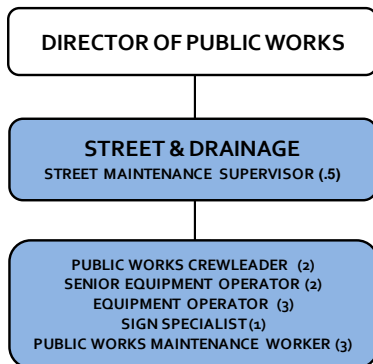 DIRECTOR OF PUBLIC WORKS
STREET & DRAINAGE
STREET MAINTENANCE SUPERVISOR (.5)
PUBLIC WORKS CREWLEADER (2)
SENIOR EQUIPMENT OPERATOR (2)
EQUIPMENT OPERATOR (3)
SIGN SPECIALIST (1)
PUBLIC WORKS MAINTENANCE WORKER (3)